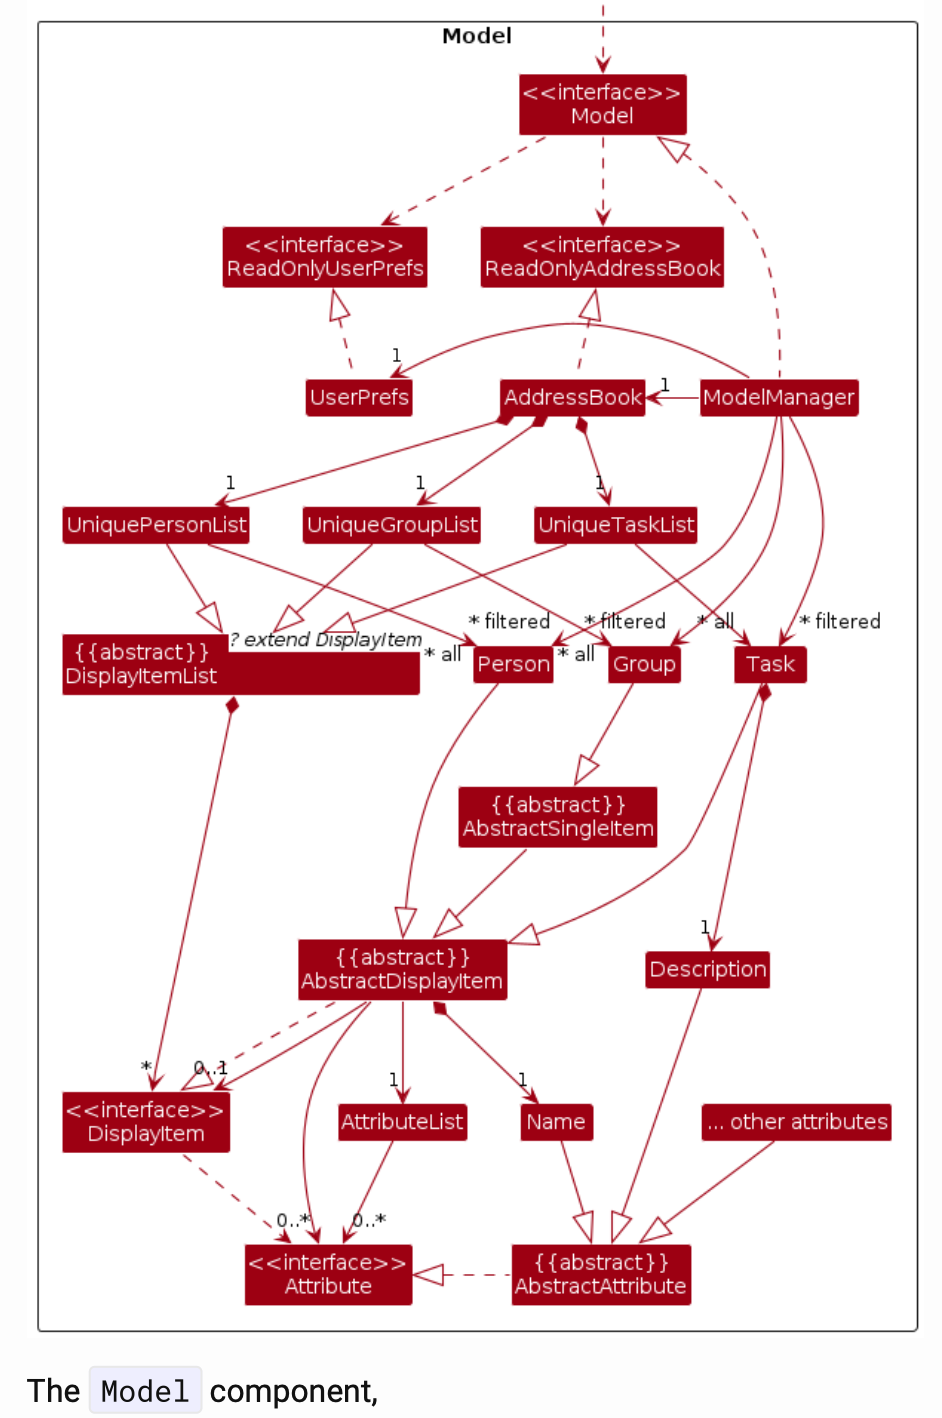 Model
<<interface>>
Model
<<interface>>
ReadOnlyUserPrefs
<<interface>>
ReadOnlyAddressBook
1
UserPrefs
AddressBook
1
ModelManager
1
1
1
UniquePersonList
UniqueGroupList
UniqueTaskList
* filtered
* filtered
* all
* filtered
? extend DisplayItem
{{abstract}}
DisplayItemList
* all
Person
* all
Group
Task
{{abstract}}
AbstractSingleItem
1
{{abstract}}
AbstractDisplayItem
Description
*
0..1
1
1
<<interface>>
DisplayItem
AttributeList
Name
... other attributes
0..*
0..*
<<interface>>
Attribute
{{abstract}}
AbstractAttribute
The Model component,